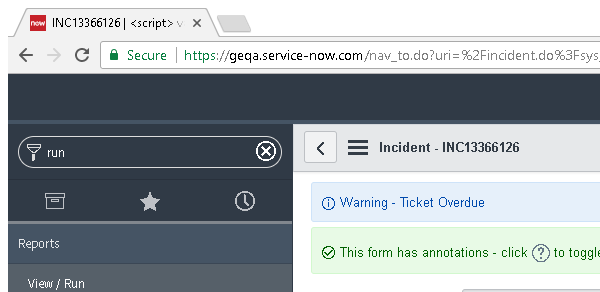 now INC13366126 | <script> v
Secure https://geqa.service-now.com/nav_to.do?uri=%2Fincident.do%3Fsys_
run
Incident - INC13366126
Warning - Ticket Overdue
This form has annotations - click ? to toggle
Reports
View / Run